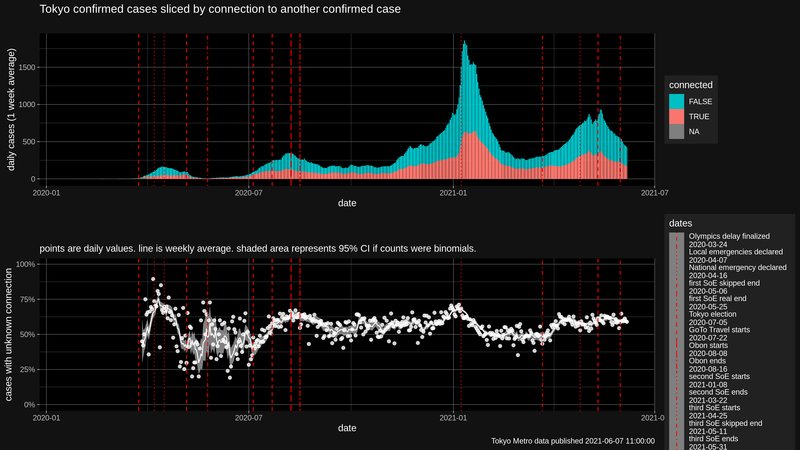 Tokyo confirmed cases sliced by connection to another confirmed case
daily cases (1 week average)
1500
1000
500
0
2020-01
2020-07
2021-01
2021-07
date
connected
FALSE
TRUE
NA
points are daily values. line is weekly average. shaded area represents 95% CI if counts were binomials.
cases with unknown connection
100%
75%
50%
25%
0%
2020-01
2020-07
2021-01
2021-0
date
Tokyo Metro data published 2021-06-07 11:00:00
dates
Olympics delay finalized
2020-03-24
Local emergencies declared
2020-04-07
National emergency declared
2020-04-16
first SoE skipped end
2020-05-06
first SoE real end
2020-05-25
Tokyo election
2020-07-05
GoTo Travel starts
2020-07-22
Obon starts
2020-08-08
Obon ends
2020-08-16
second SoE starts
2021-01-08
second SoE ends
2021-03-22
third SoE starts
2021-04-25
third SoE skipped end
2021-05-11
third SoE ends
2021-05-31